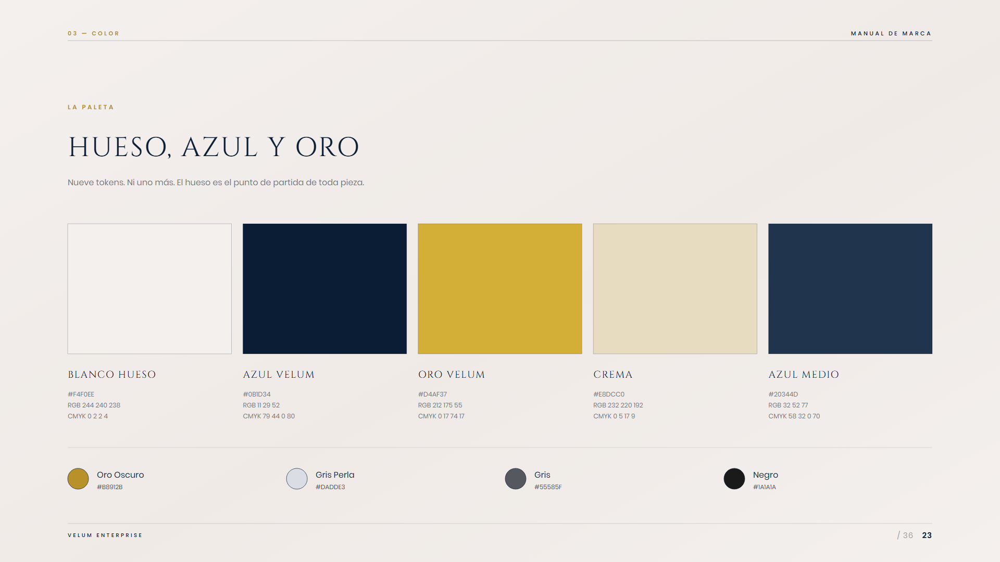 03 — COLOR
MANUAL DE MARCA
LA PALETA
HUESO, AZUL Y ORO
Nueve tokens. Ni uno más. El hueso es el punto de partida de toda pieza.
BLANCO HUESO
#F4F0EE
RGB 244 240 238
CMYK 0 2 2 4
AZUL VELUM
#0B1D34
RGB 11 29 52
CMYK 79 44 0 80
ORO VELUM
#D4AF37
RGB 212 175 55
CMYK 0 17 74 17
CREMA
#E8DCC0
RGB 232 220 192
CMYK 0 5 17 9
AZUL MEDIO
#20344D
RGB 32 52 77
CMYK 58 32 0 70
Oro Oscuro
#B8912B
Gris Perla
#DADDE3
Gris
#55585F
Negro
#1A1A1A
VELUM ENTERPRISE
/ 36 23